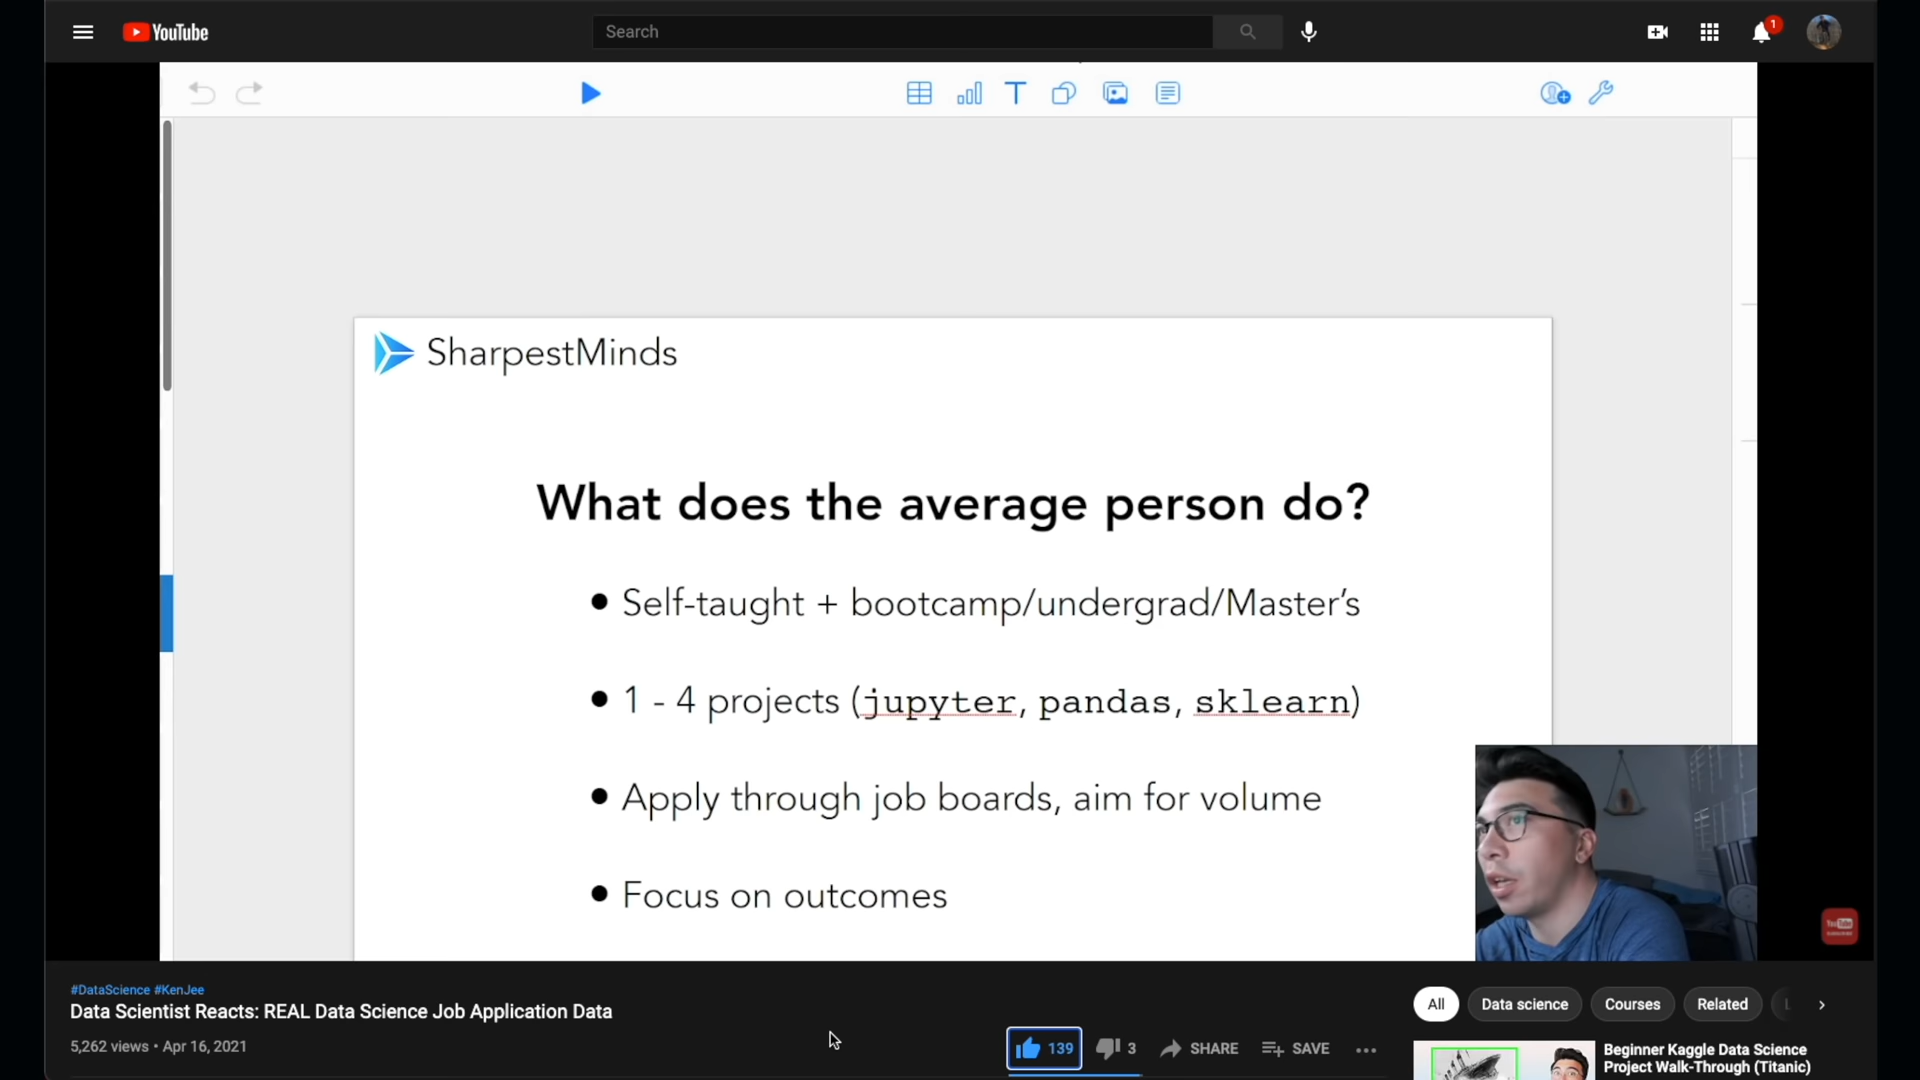 YouTube
Search
1
SharpestMinds
What does the average person do?
• Self-taught + bootcamp/undergrad/Master's
• 1 - 4 projects (jupyter, pandas, sklearn)
• Apply through job boards, aim for volume
• Focus on outcomes
YouTube
#DataScience #KenJee
Data Scientist Reacts: REAL Data Science Job Application Data
5,262 views • Apr 16, 2021
139
3
SHARE
SAVE
All
Data science
Courses
Related
Beginner Kaggle Data Science
Project Walk-Through (Titanic)